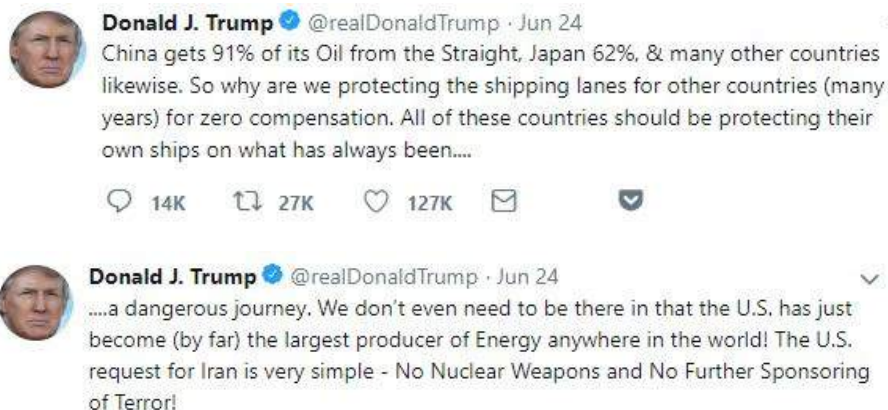 Donald J. Trump @realDonaldTrump · Jun 24
China gets 91% of its Oil from the Straight, Japan 62%, & many other countries
likewise. So why are we protecting the shipping lanes for other countries (many
years) for zero compensation. All of these countries should be protecting their
own ships on what has always been....
14K 27K 127K
Donald J. Trump @realDonaldTrump · Jun 24
....a dangerous journey. We don't even need to be there in that the U.S. has just
become (by far) the largest producer of Energy anywhere in the world! The U.S.
request for Iran is very simple - No Nuclear Weapons and No Further Sponsoring
of Terror!